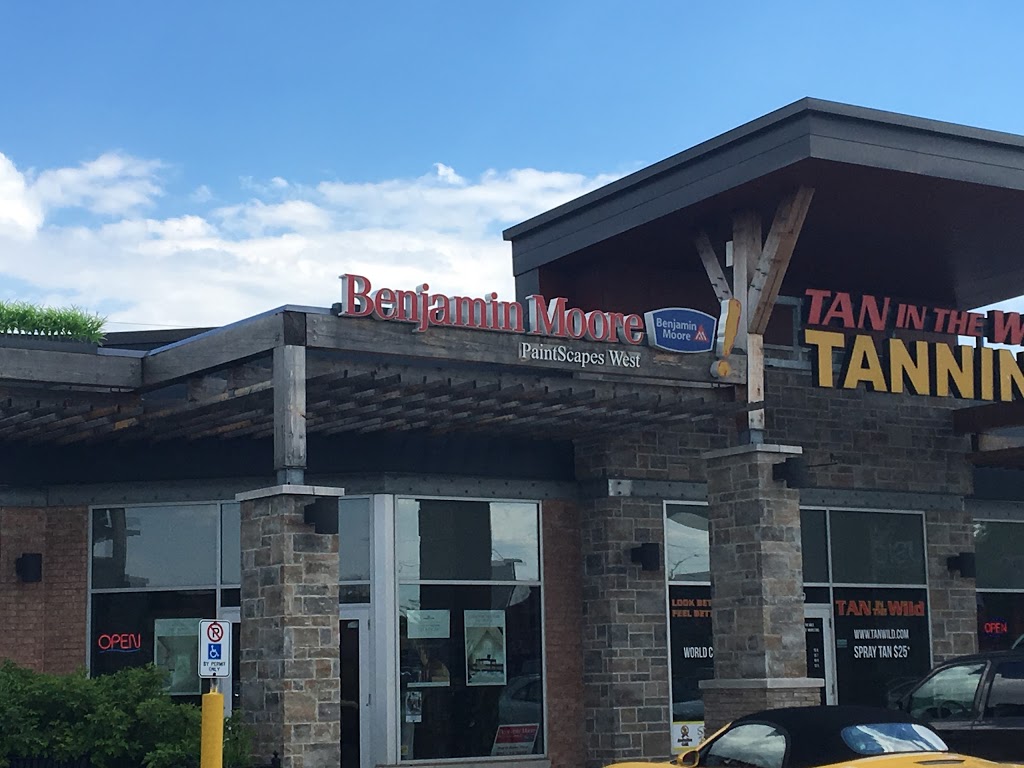 Benjamin Moore
Benjamin
Moore
PaintScapes West
TAN IN THE W
TANNIN
OPEN
BY PERMIT
ONLY
LOOK BET
FEEL BETT
WORLD C
TAN IN THE Wild
WWW.TANWILD.COM
SPRAY TAN $25*
OPEN